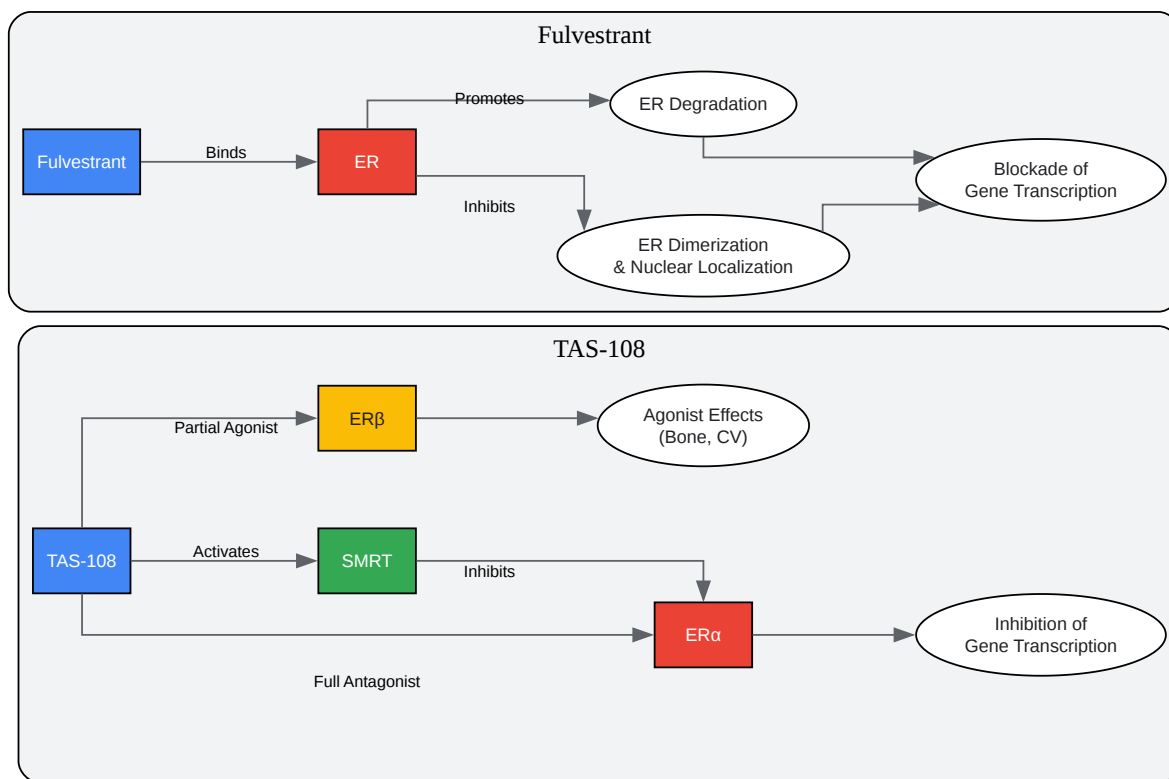 Fulvestrant
Promotes
ER Degradation
Fulvestrant
Binds
ER
Blockade of
Gene Transcription
Inhibits
ER Dimerization
& Nuclear Localization
TAS-108
Partial Agonist
ERβ
Agonist Effects
(Bone, CV)
TAS-108
Activates
SMRT
Inhibits
ERα
Inhibition of
Gene Transcription
Full Antagonist